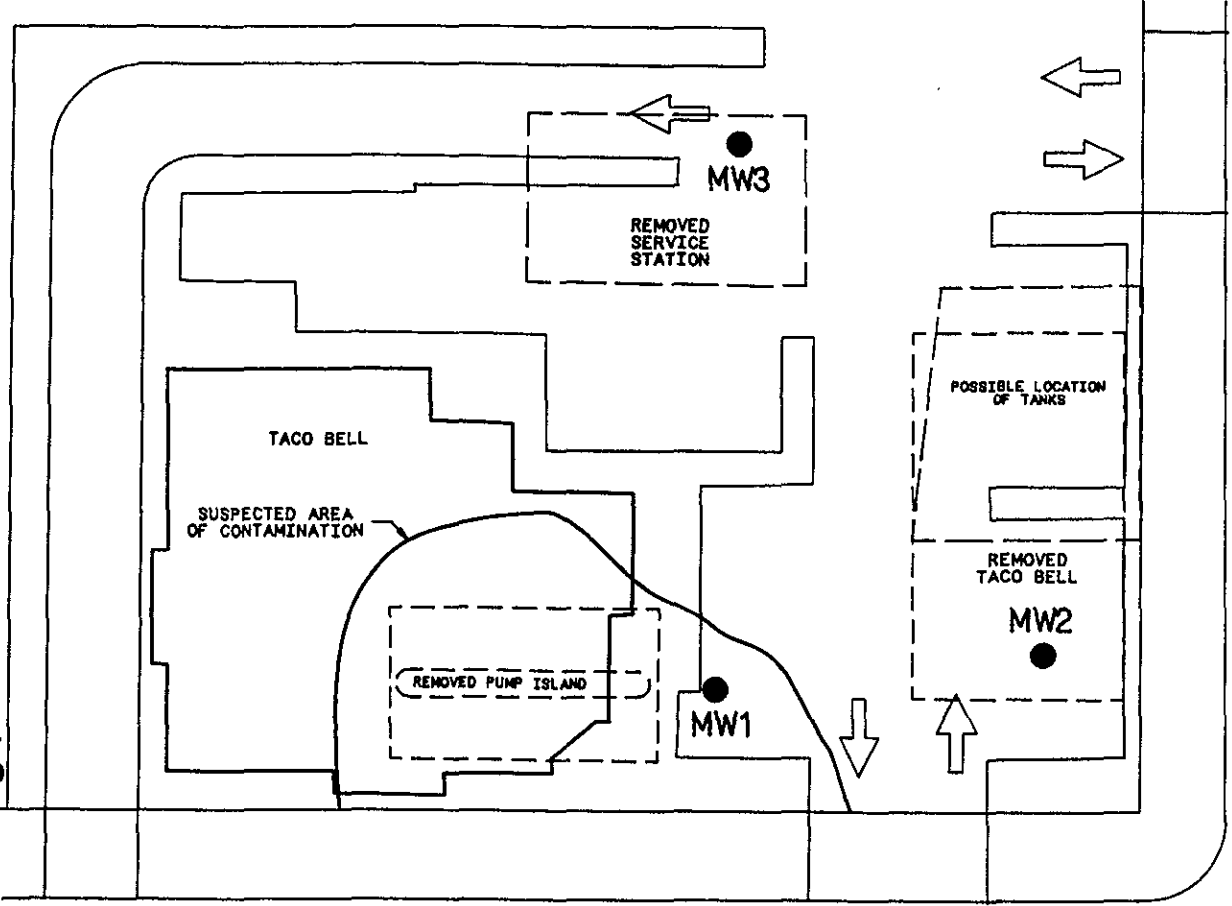 MW3
REMOVED
SERVICE
STATION
POSSIBLE LOCATION
OF TANKS
TACO BELL
SUSPECTED AREA
OF CONTAMINATION
REMOVED
TACO BELL
MW2
REMOVED PUMP ISLAND
MW1